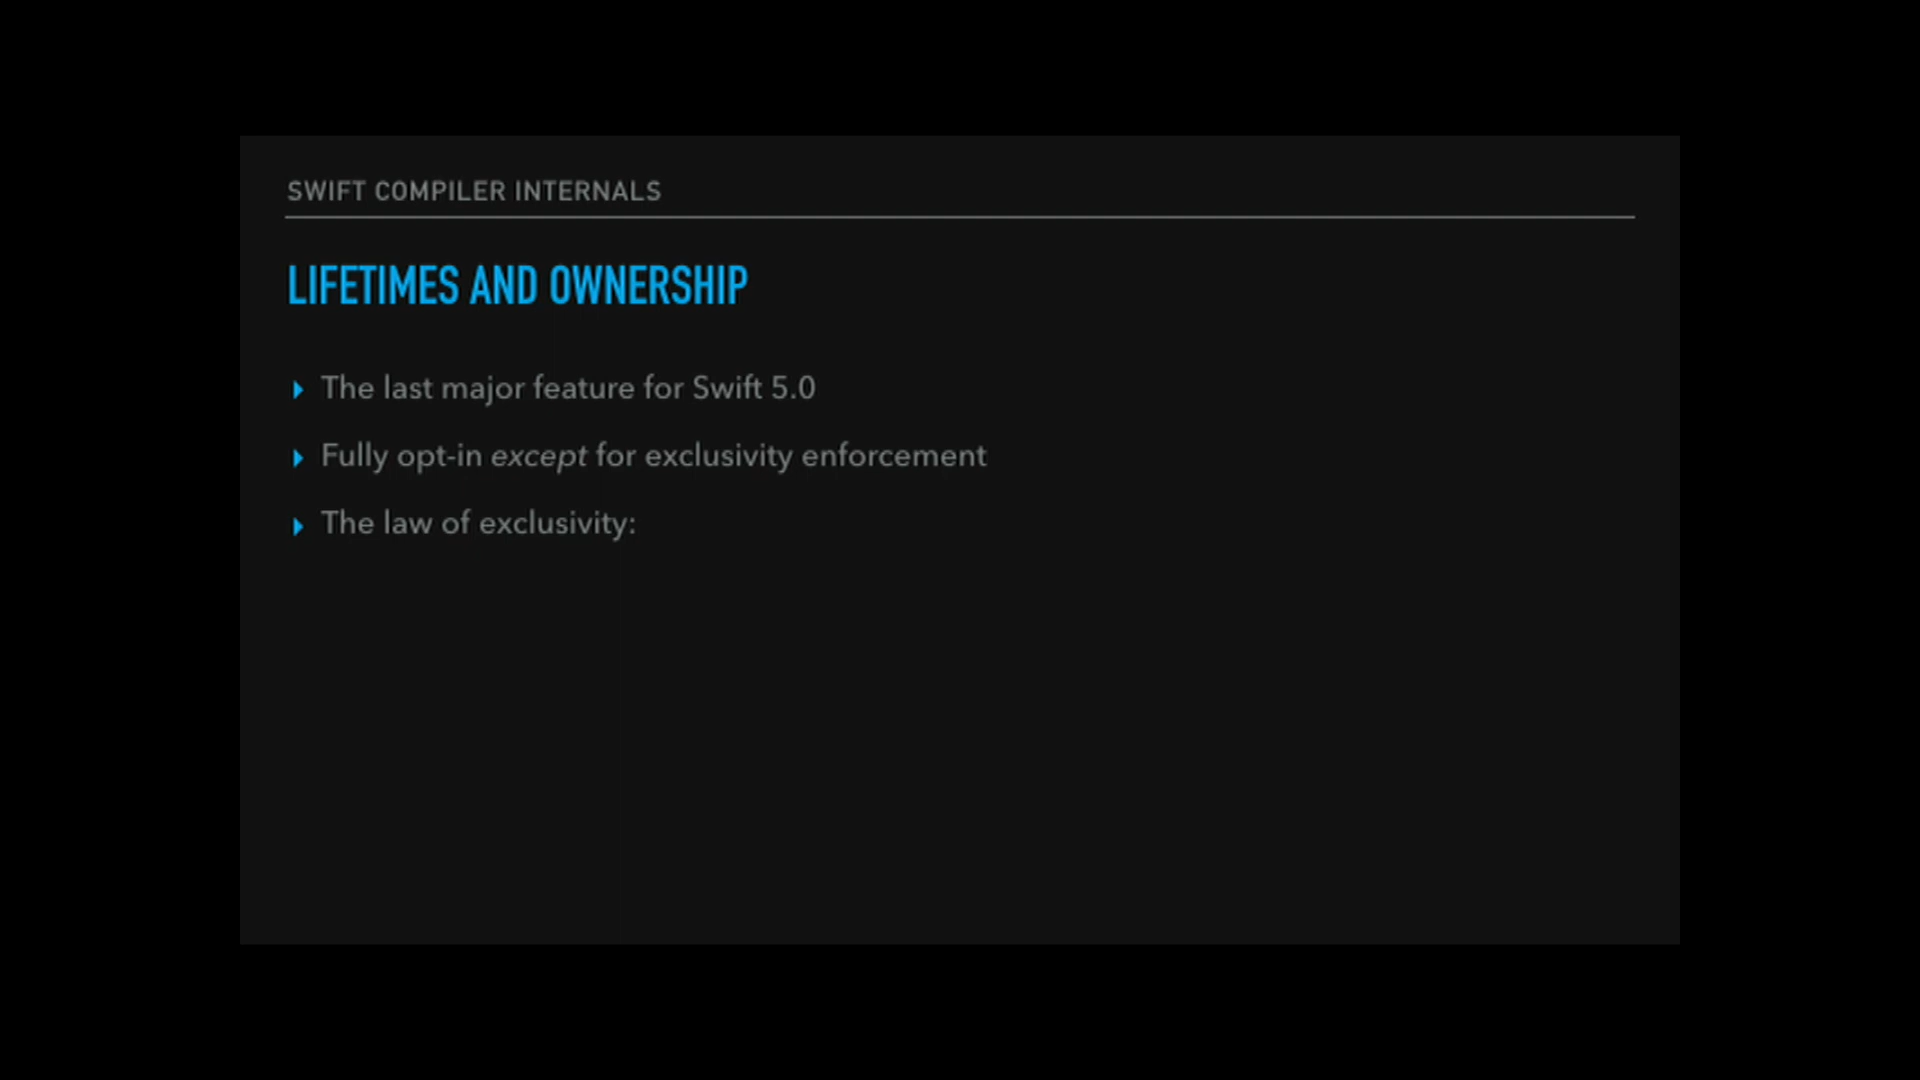 SWIFT COMPILER INTERNALS
LIFETIMES AND OWNERSHIP
The last major feature for Swift 5.0
Fully opt-in except for exclusivity enforcement
The law of exclusivity: